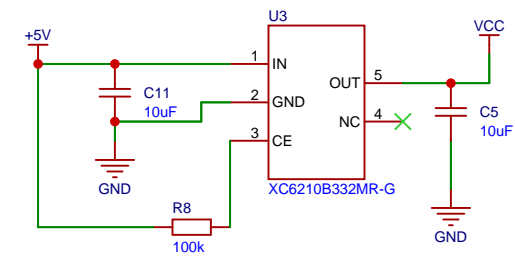 U3
+5V
VCC
1
IN
C11
10uF
2
GND
OUT
5
NC
4
C5
10uF
3
CE
GND
XC6210B332MR-G
R8
100k
GND